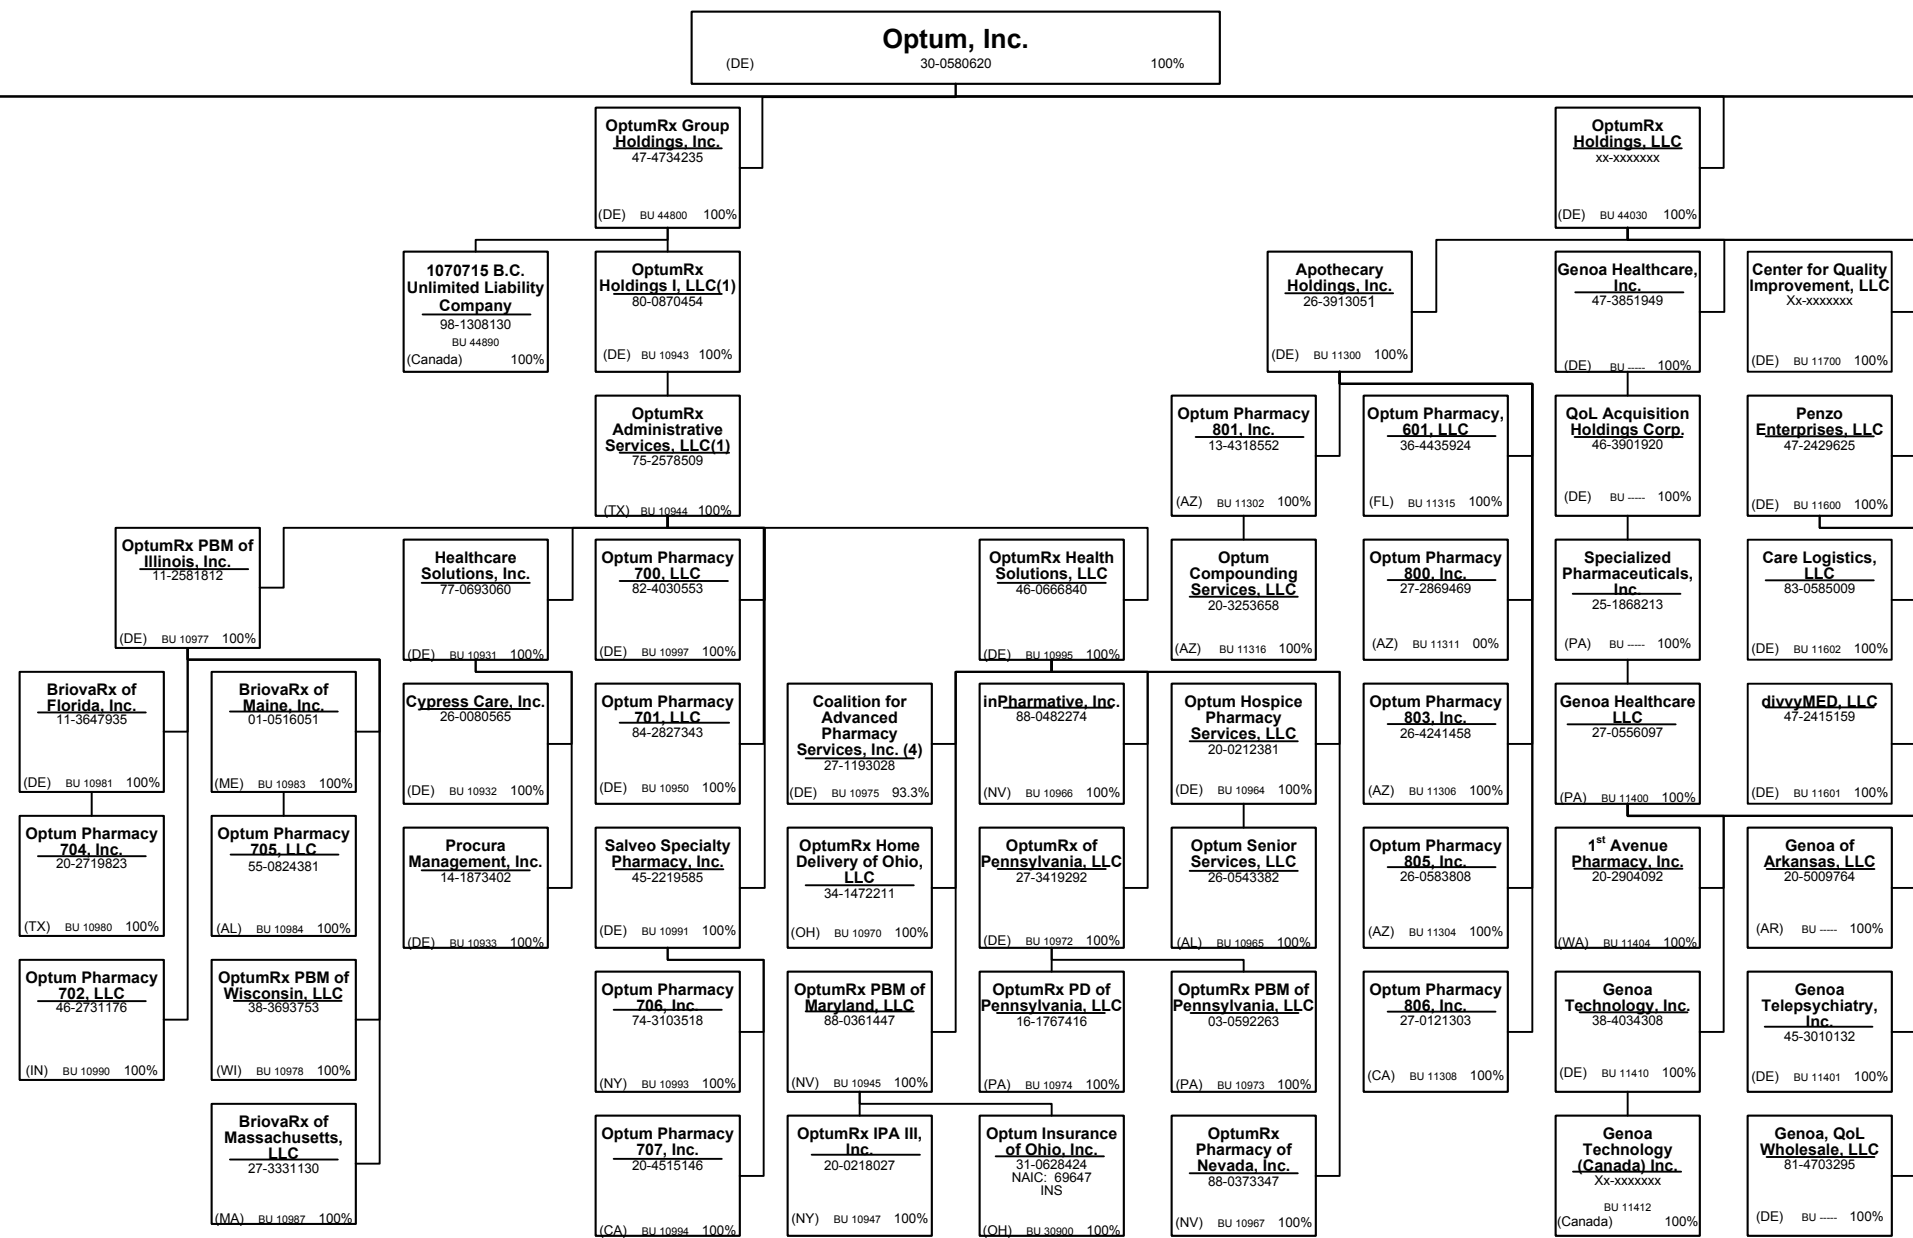 Optum, Inc.
(DE) 30-0580620 100%
OptumRx Group
Holdings, Inc.
47-4734235
(DE) BU 44800 100%
OptumRx
Holdings, LLC
xx-xxxxxxx
(DE) BU 44030 100%
1070715 B.C.
Unlimited Liability
Company
98-1308130
BU 44890
(Canada) 100%
OptumRx
Holdings I, LLC(1)
80-0870454
(DE) BU 10943 100%
Apothecary
Holdings, Inc.
26-3913051
(DE) BU 11300 100%
Genoa Healthcare,
Inc.
47-3851949
(DE) BU ----- 100%
Center for Quality
Improvement, LLC
Xx-xxxxxxx
(DE) BU 11700 100%
OptumRx
Administrative
Services, LLC(1)
75-2578509
(TX) BU 10944 100%
Optum Pharmacy
801, Inc.
13-4318552
(AZ) BU 11302 100%
Optum Pharmacy,
601, LLC
36-4435924
(FL) BU 11315 100%
QoL Acquisition
Holdings Corp.
46-3901920
(DE) BU ----- 100%
Penzo
Enterprises, LLC
47-2429625
(DE) BU 11600 100%
OptumRx PBM of
Illinois, Inc.
11-2581812
(DE) BU 10977 100%
Healthcare
Solutions, Inc.
77-0693060
(DE) BU 10931 100%
Optum Pharmacy
700, LLC
82-4030553
(DE) BU 10997 100%
OptumRx Health
Solutions, LLC
46-0666840
(DE) BU 10995 100%
Optum
Compounding
Services, LLC
20-3253658
(AZ) BU 11316 100%
Optum Pharmacy
800, Inc.
27-2869469
(AZ) BU 11311 00%
Specialized
Pharmaceuticals,
Inc.
25-1868213
(PA) BU ----- 100%
Care Logistics,
LLC
83-0585009
(DE) BU 11602 100%
BriovaRx of
Florida, Inc.
11-3647935
(DE) BU 10981 100%
BriovaRx of
Maine, Inc.
01-0516051
(ME) BU 10983 100%
Cypress Care, Inc.
26-0080565
(DE) BU 10932 100%
Optum Pharmacy
701, LLC
84-2827343
(DE) BU 10950 100%
Coalition for
Advanced
Pharmacy
Services, Inc. (4)
27-1193028
(DE) BU 10975 93.3%
inPharmative, Inc.
88-0482274
(NV) BU 10966 100%
Optum Hospice
Pharmacy
Services, LLC
20-0212381
(DE) BU 10964 100%
Optum Pharmacy
803, Inc.
26-4241458
(AZ) BU 11306 100%
Genoa Healthcare
LLC
27-0556097
(PA) BU 11400 100%
divvyMED, LLC
47-2415159
(DE) BU 11601 100%
Optum Pharmacy
704, Inc.
20-2719823
(TX) BU 10980 100%
Optum Pharmacy
705, LLC
55-0824381
(AL) BU 10984 100%
Procura
Management, Inc.
14-1873402
(DE) BU 10933 100%
Salveo Specialty
Pharmacy, Inc.
45-2219585
(DE) BU 10991 100%
OptumRx Home
Delivery of Ohio,
LLC
34-1472211
(OH) BU 10970 100%
OptumRx of
Pennsylvania, LLC
27-3419292
(DE) BU 10972 100%
Optum Senior
Services, LLC
26-0543382
(AL) BU 10965 100%
Optum Pharmacy
805, Inc.
26-0583808
(AZ) BU 11304 100%
1st Avenue
Pharmacy, Inc.
20-2904092
(WA) BU 11404 100%
Genoa of
Arkansas, LLC
20-5009764
(AR) BU ----- 100%
Optum Pharmacy
702, LLC
46-2731176
(IN) BU 10990 100%
OptumRx PBM of
Wisconsin, LLC
38-3693753
(WI) BU 10978 100%
Optum Pharmacy
706, Inc.
74-3103518
(NY) BU 10993 100%
OptumRx PBM of
Maryland, LLC
88-0361447
(NV) BU 10945 100%
OptumRx PD of
Pennsylvania, LLC
16-1767416
(PA) BU 10974 100%
OptumRx PBM of
Pennsylvania, LLC
03-0592263
(PA) BU 10973 100%
Optum Pharmacy
806, Inc.
27-0121303
(CA) BU 11308 100%
Genoa
Technology, Inc.
38-4034308
(DE) BU 11410 100%
Genoa
Telepsychiatry,
Inc.
45-3010132
(DE) BU 11401 100%
BriovaRx of
Massachusetts,
LLC
27-3331130
(MA) BU 10987 100%
Optum Pharmacy
707, Inc.
20-4515146
(CA) BU 10994 100%
OptumRx IPA III,
Inc.
20-0218027
(NY) BU 10947 100%
Optum Insurance
of Ohio, Inc.
31-0628424
NAIC: 69647
INS
(OH) BU 30900 100%
OptumRx
Pharmacy of
Nevada, Inc.
88-0373347
(NV) BU 10967 100%
Genoa
Technology
(Canada) Inc.
Xx-xxxxxxx
BU 11412
(Canada) 100%
Genoa, QoL
Wholesale, LLC
81-4703295
(DE) BU ----- 100%